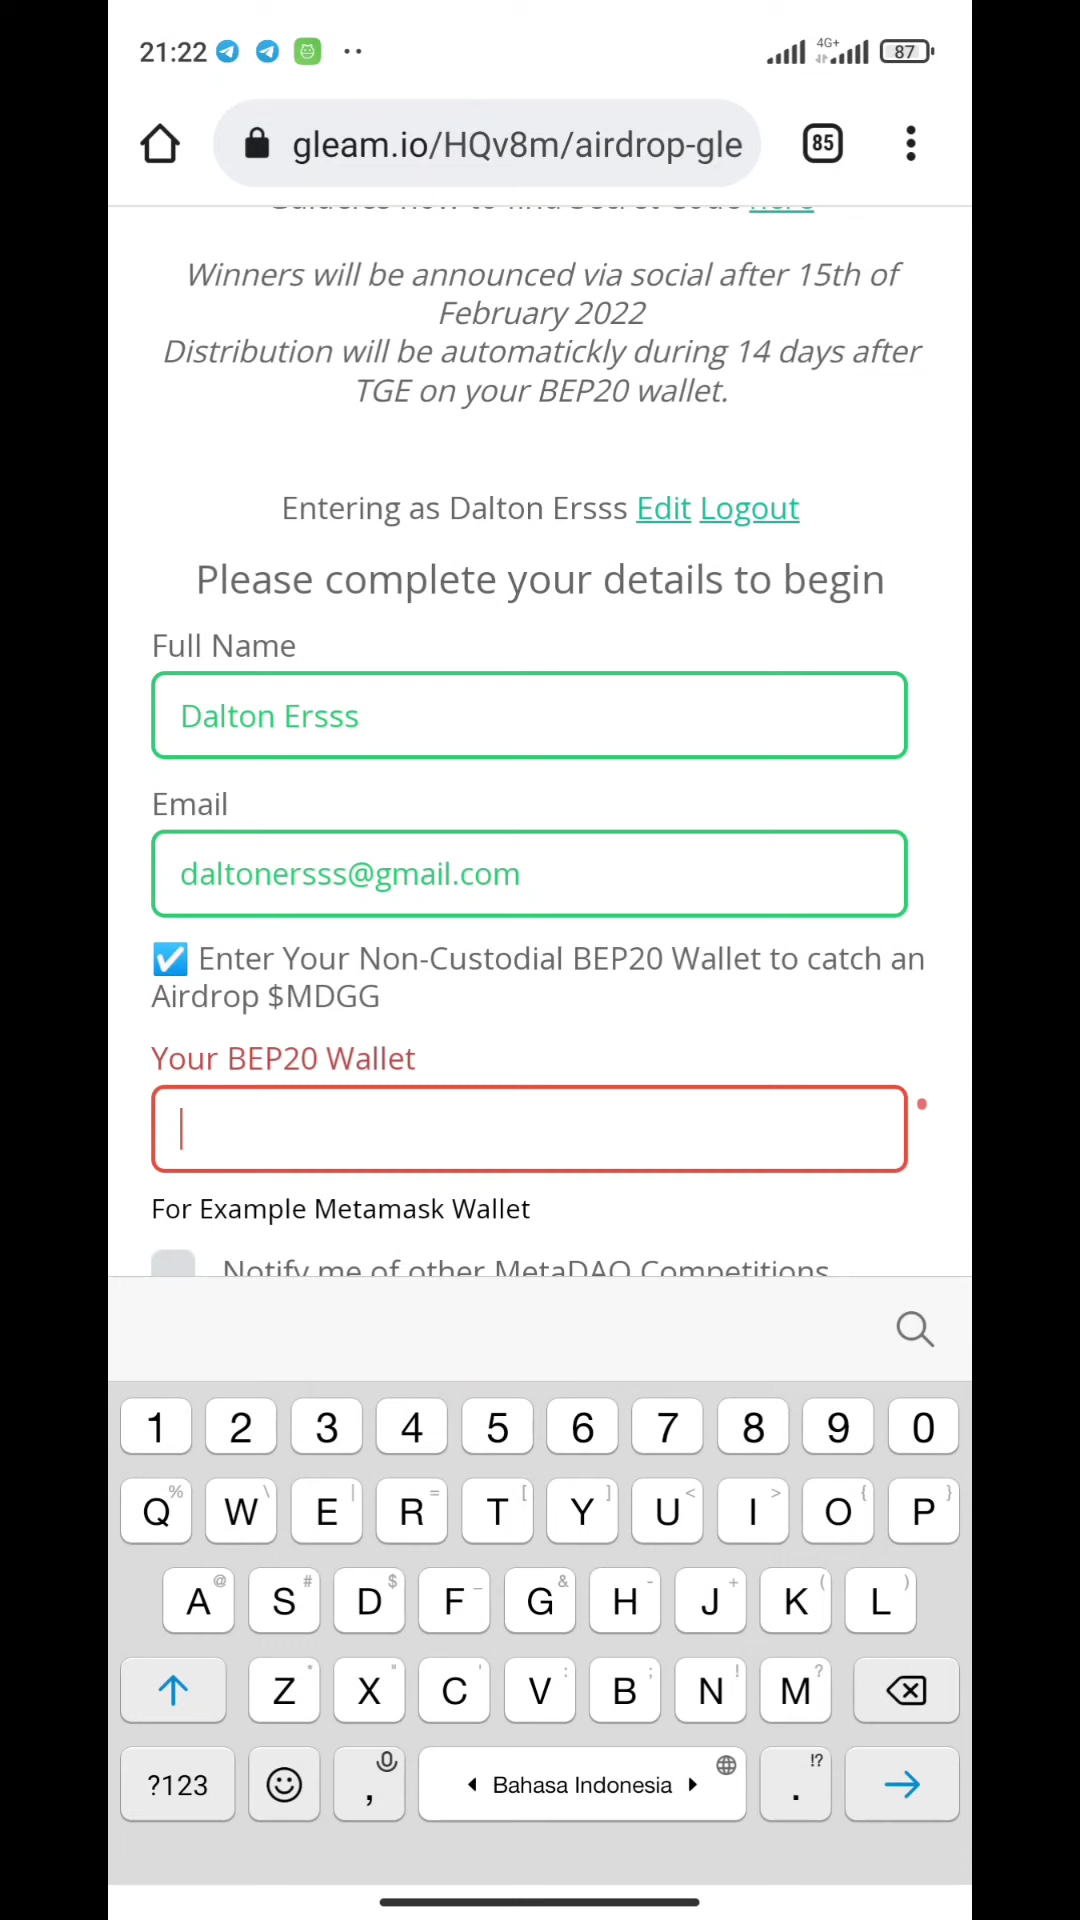 21:22
4G+
87
gleam.io/HQv8m/airdrop-gle
85
here
Winners will be announced via social after 15th of
February 2022
Distribution will be automatickly during 14 days after
TGE on your BEP20 wallet.
Entering as Dalton Ersss Edit Logout
Please complete your details to begin
Full Name
Dalton Ersss
Email
daltonersss@gmail.com
☑ Enter Your Non-Custodial BEP20 Wallet to catch an
Airdrop $MDGG
Your BEP20 Wallet
For Example Metamask Wallet
Notify me of other MetaDAO Competitions
1 2 3 4 5 6 7 8 9 0
Q % W \ E | R = T [ Y ] U < I > O { P }
A @ S # D $ F _ G & H - J + K ( L )
Z * X " C ' V : B ; N ! M ?
?123 , Bahasa Indonesia . !?